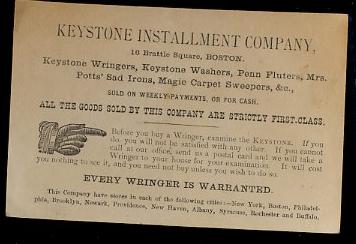 KEYSTONE INSTALLMENT COMPANY,
16 Brattle Square, BOSTON.
Keystone Wringers, Keystone Washers, Penn Fluters, Mrs.
Potts' Sad Irons, Magic Carpet Sweepers, &c.,
SOLD ON WEEKLY PAYMENTS, OR FOR CASH.
ALL THE GOODS SOLD BY THIS COMPANY ARE STRICTLY FIRST-CLASS.
Before you buy a Wringer, examine the KEYSTONE. If you
do, you will not be satisfied with any other. If you cannot
call at our office, send us a postal card and we will take a
Wringer to your house for your examination. It will cost
you nothing to see it, and you need not buy unless you wish to do so.
EVERY WRINGER IS WARRANTED.
This Company have stores in each of the following cities:—New York, Boston, Philadel-
phia, Brooklyn, Newark, Providence, New Haven, Albany, Syracuse, Rochester and Buffalo.